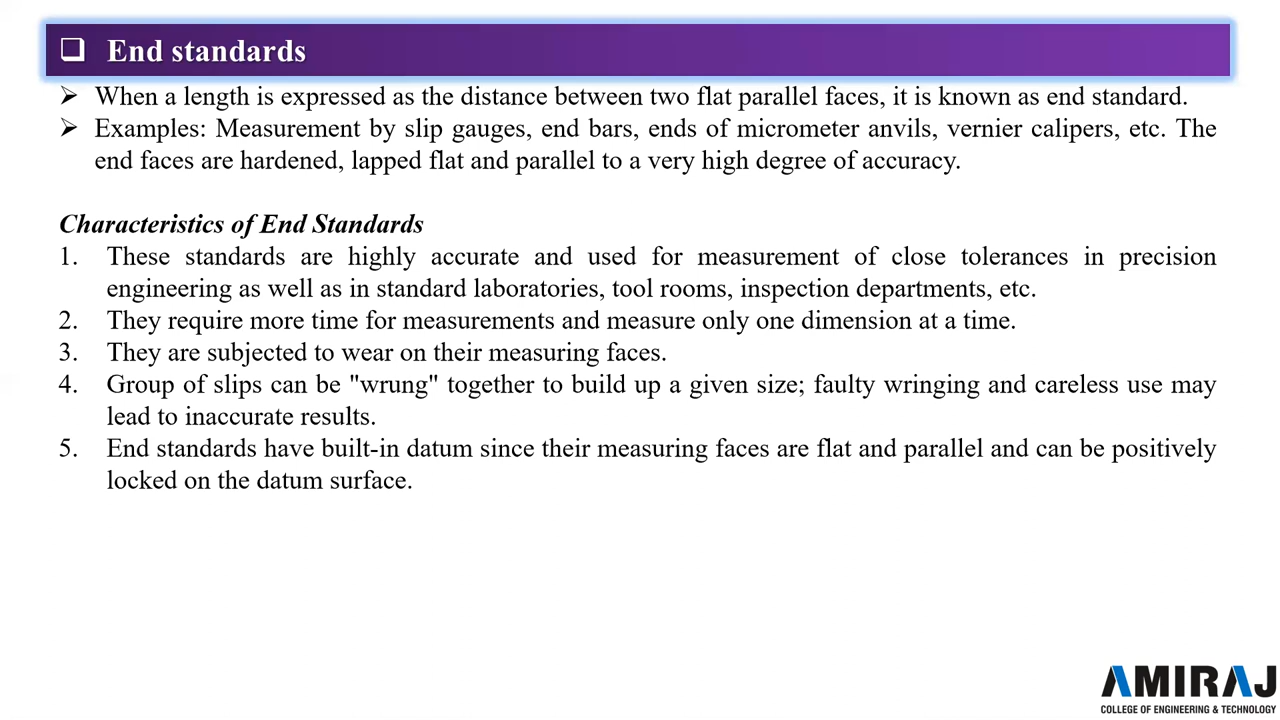 ❑ End standards
➢ When a length is expressed as the distance between two flat parallel faces, it is known as end standard.
➢ Examples: Measurement by slip gauges, end bars, ends of micrometer anvils, vernier calipers, etc. The
end faces are hardened, lapped flat and parallel to a very high degree of accuracy.
Characteristics of End Standards
1. These standards are highly accurate and used for measurement of close tolerances in precision
engineering as well as in standard laboratories, tool rooms, inspection departments, etc.
2. They require more time for measurements and measure only one dimension at a time.
3. They are subjected to wear on their measuring faces.
4. Group of slips can be "wrung" together to build up a given size; faulty wringing and careless use may
lead to inaccurate results.
5. End standards have built-in datum since their measuring faces are flat and parallel and can be positively
locked on the datum surface.
AMIRAJ
COLLEGE OF ENGINEERING & TECHNOLOGY